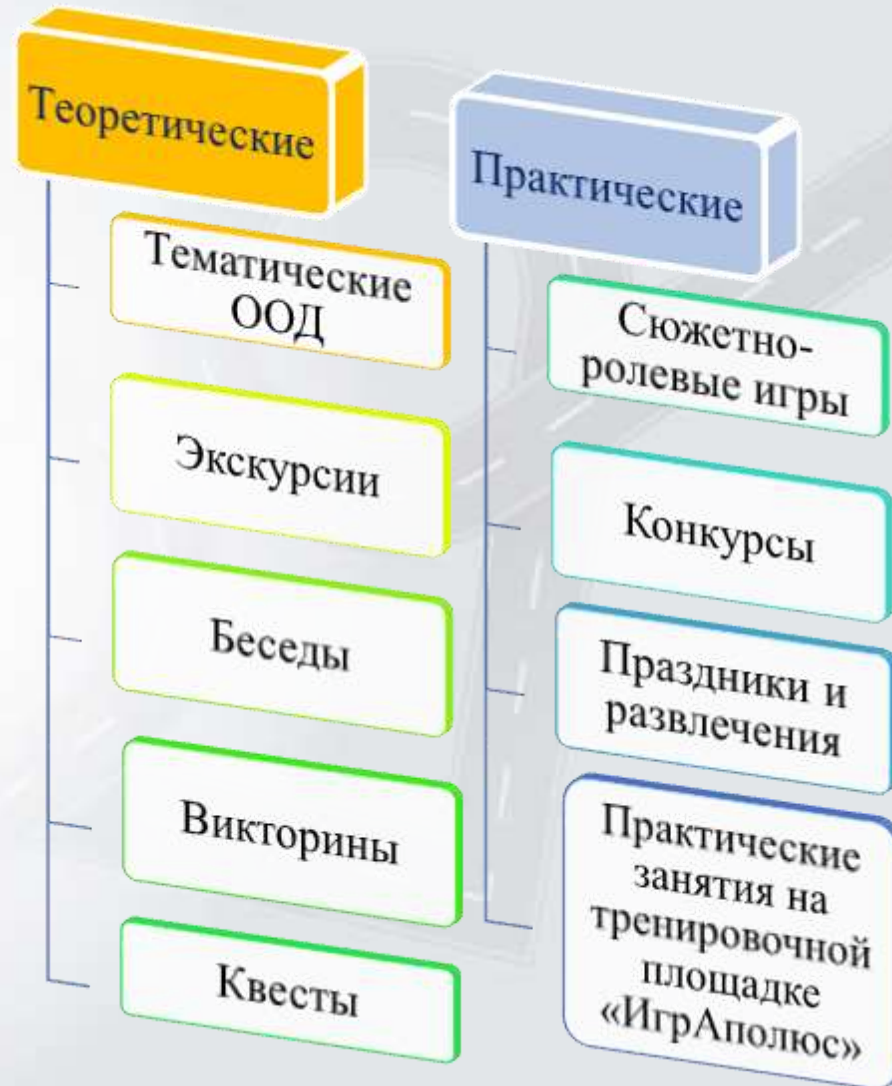 Теоретические
Тематические
ООД
Экскурсии
Беседы
Викторины
Квесты
Практические
Сюжетно-
ролевые игры
Конкурсы
Праздники и
развлечения
Практические
занятия на
тренировочной
площадке
«ИгрАполюс»